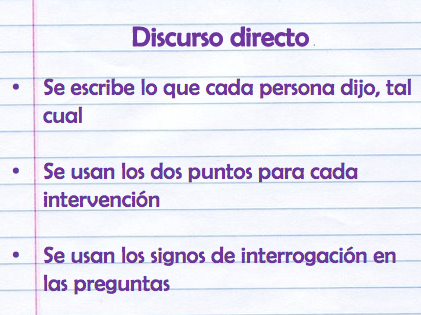 Discurso directo
• Se escribe lo que cada persona dijo, tal
cual
• Se usan los dos puntos para cada
intervención
• Se usan los signos de interrogación en
las preguntas